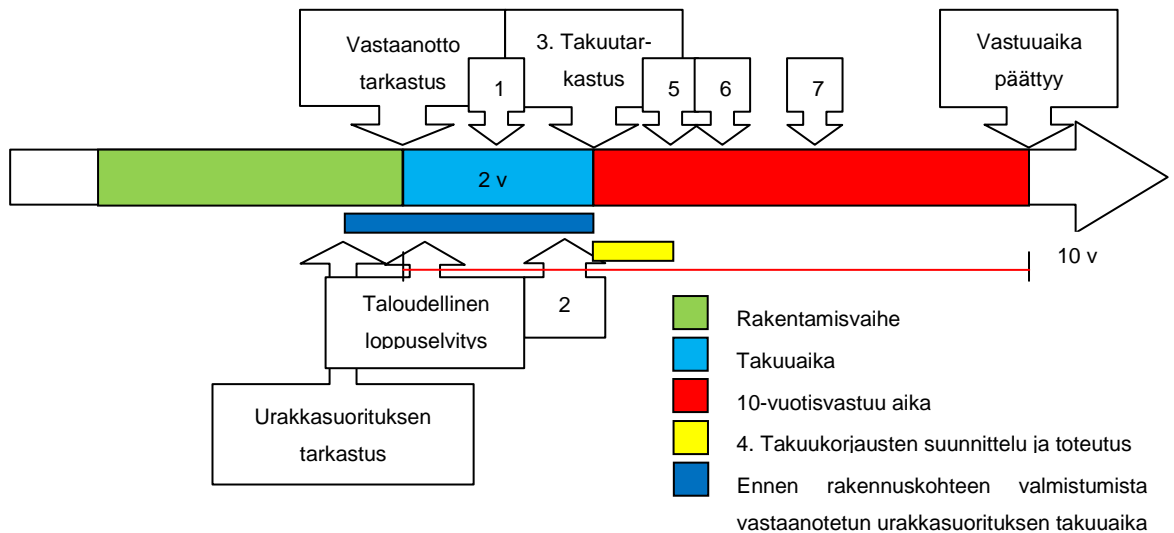 Vastaanotto
tarkastus
1
3. Takuutar-
kastus
5
6
7
Vastuuaika
päättyy
2 v
10 v
Taloudellinen
loppuselvitys
2
Urakkasuorituksen
tarkastus
Rakentamisvaihe
Takuuaika
10-vuotisvastuu aika
4. Takuukorjausten suunnittelu ja toteutus
Ennen rakennuskohteen valmistumista
vastaanotetun urakkasuorituksen takuuaika